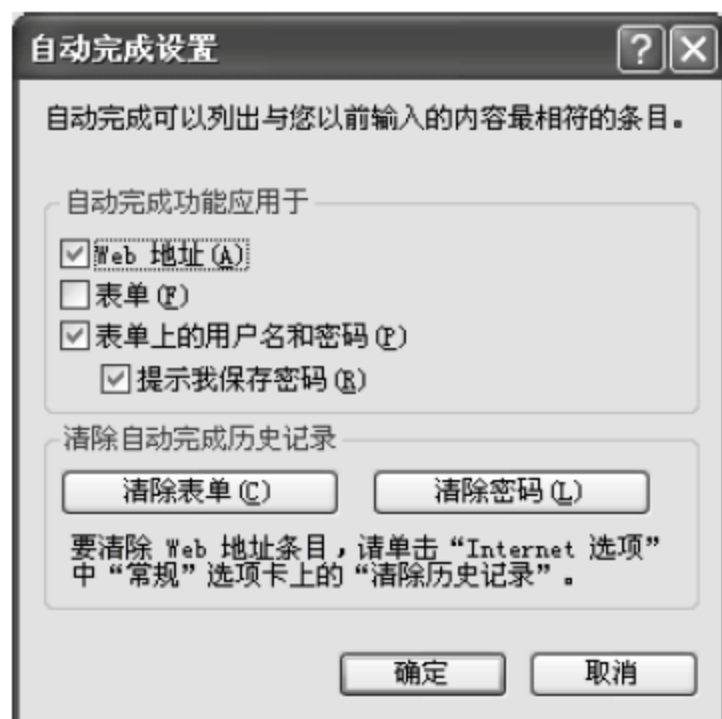 自动完成设置
自动完成可以列出与您以前输入的内容最相符的条目。
自动完成功能应用于
Web 地址(A)
表单(F)
表单上的用户名和密码(P)
提示我保存密码(R)
清除自动完成历史记录
清除表单(C) 清除密码(L)
要清除 Web 地址条目，请单击“Internet 选项”
中“常规”选项卡上的“清除历史记录”。
确定 取消